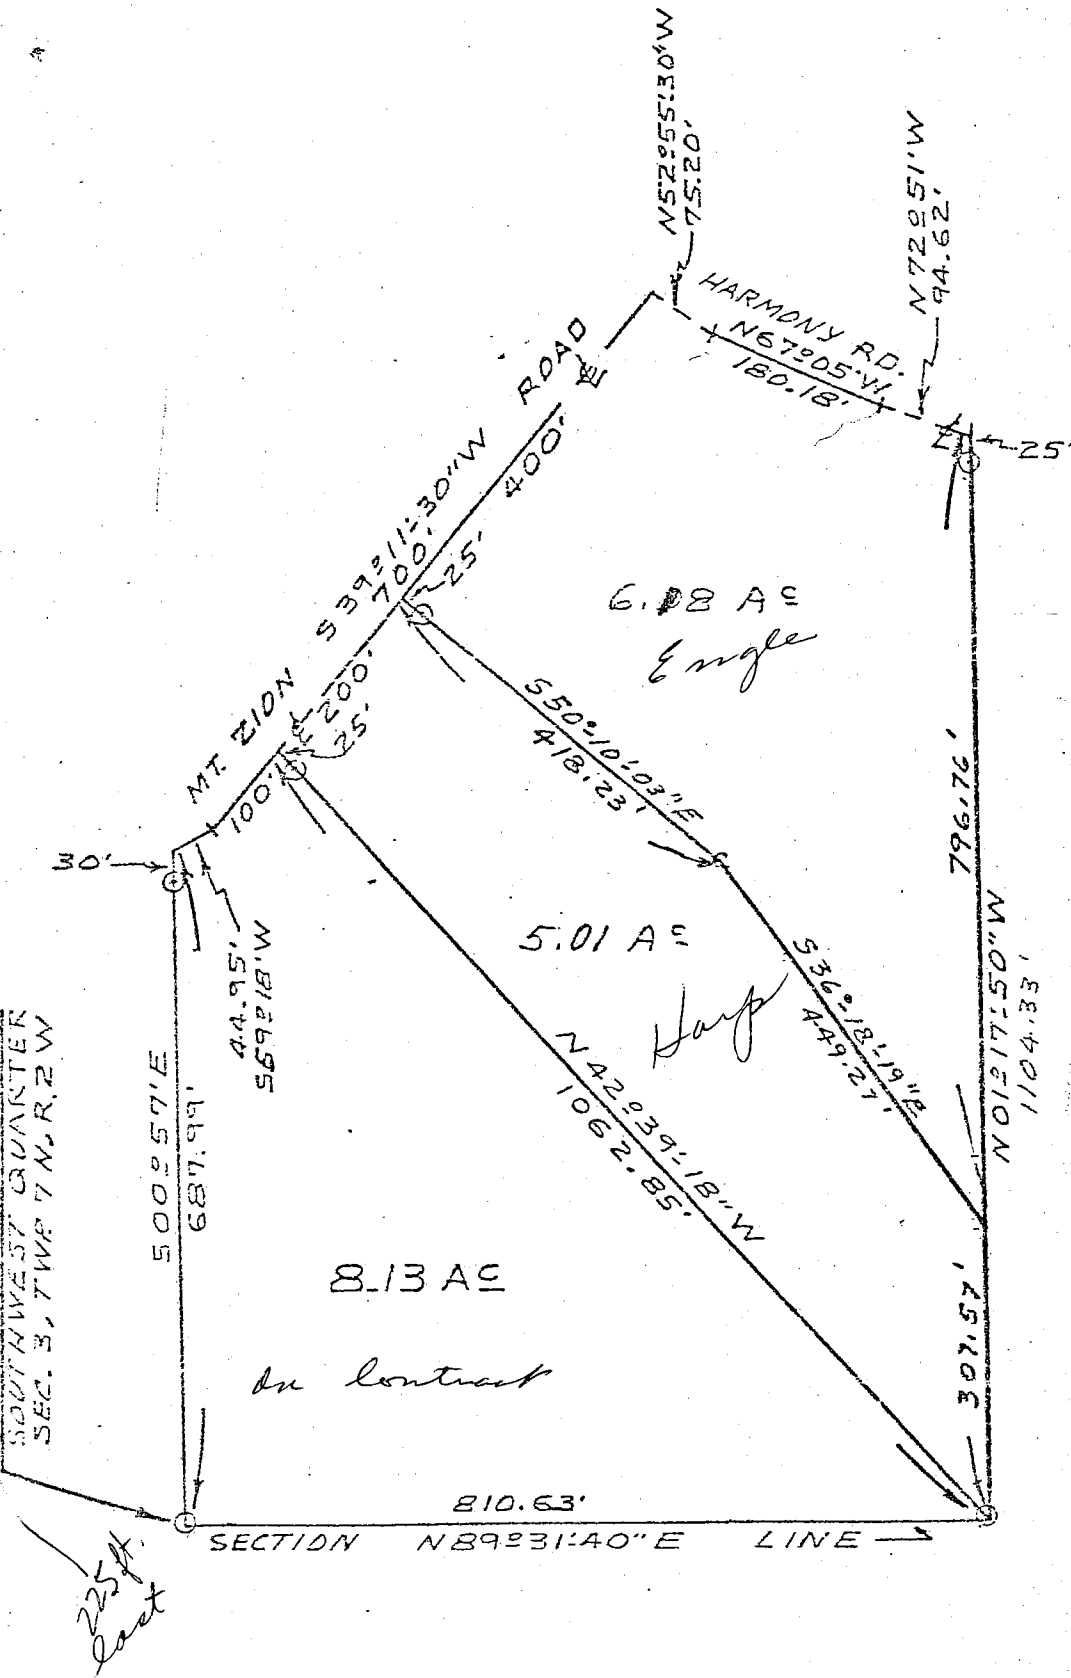 N52°55'30"W
75.20'
N72°51'W
94.62'
HARMONY RD.
N67°05'W
180.18'
25'
MT. ZION ROAD
S39°11'-30"W
700'
400'
25'
200'
25'
100'
30'
44.95'
S69°18'W
6.18 Ac
Engle
S50°-10'-03"E
418.23'
796.76'
5.01 Ac
Harp
S36°-18'-19"E
449.27'
N01°17'-50"W
1104.33'
SOUTHWEST QUARTER
SEC. 3, TWP. 7 N., R. 2 W
S00°57'E
687.99'
N42°39'-18"W
1062.85'
8.13 Ac
on Contract
307.57'
810.63'
SECTION N89°31'-40"E LINE
225 ft.
East